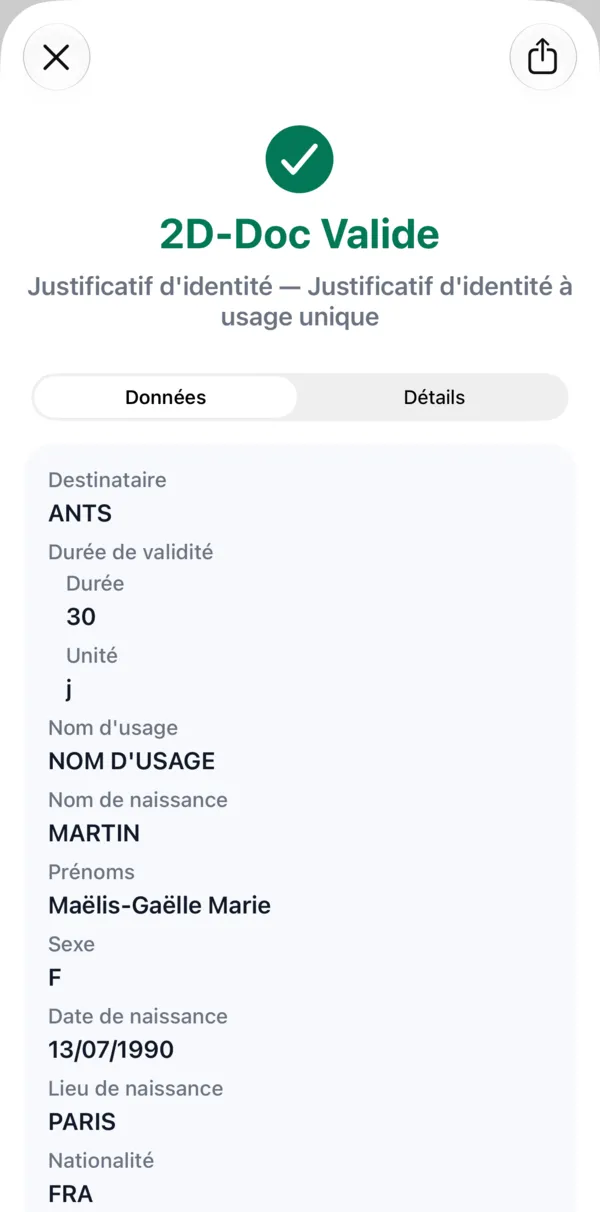 2D-Doc Valide
Justificatif d'identité — Justificatif d'identité à
usage unique
Données
Détails
Destinataire
ANTS
Durée de validité
Durée
30
Unité
j
Nom d'usage
NOM D'USAGE
Nom de naissance
MARTIN
Prénoms
Maëlis-Gaëlle Marie
Sexe
F
Date de naissance
13/07/1990
Lieu de naissance
PARIS
Nationalité
FRA